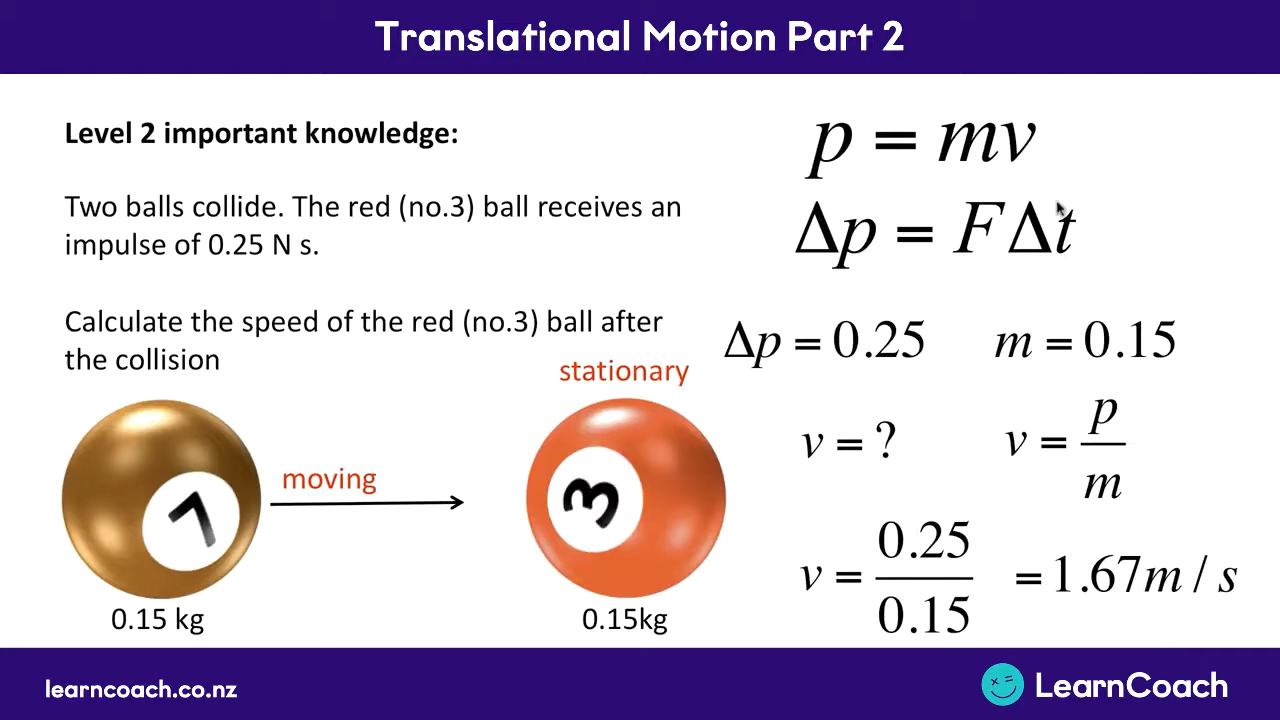 Translational Motion Part 2
Level 2 important knowledge:
Two balls collide. The red (no.3) ball receives an
impulse of 0.25 N s.
Calculate the speed of the red (no.3) ball after
the collision
stationary
moving
7
3
0.15 kg
0.15kg
p = mv
Δp = FΔt
Δp = 0.25
m = 0.15
v = ?
v = p/m
v = 0.25/0.15
= 1.67m / s
learncoach.co.nz
LearnCoach